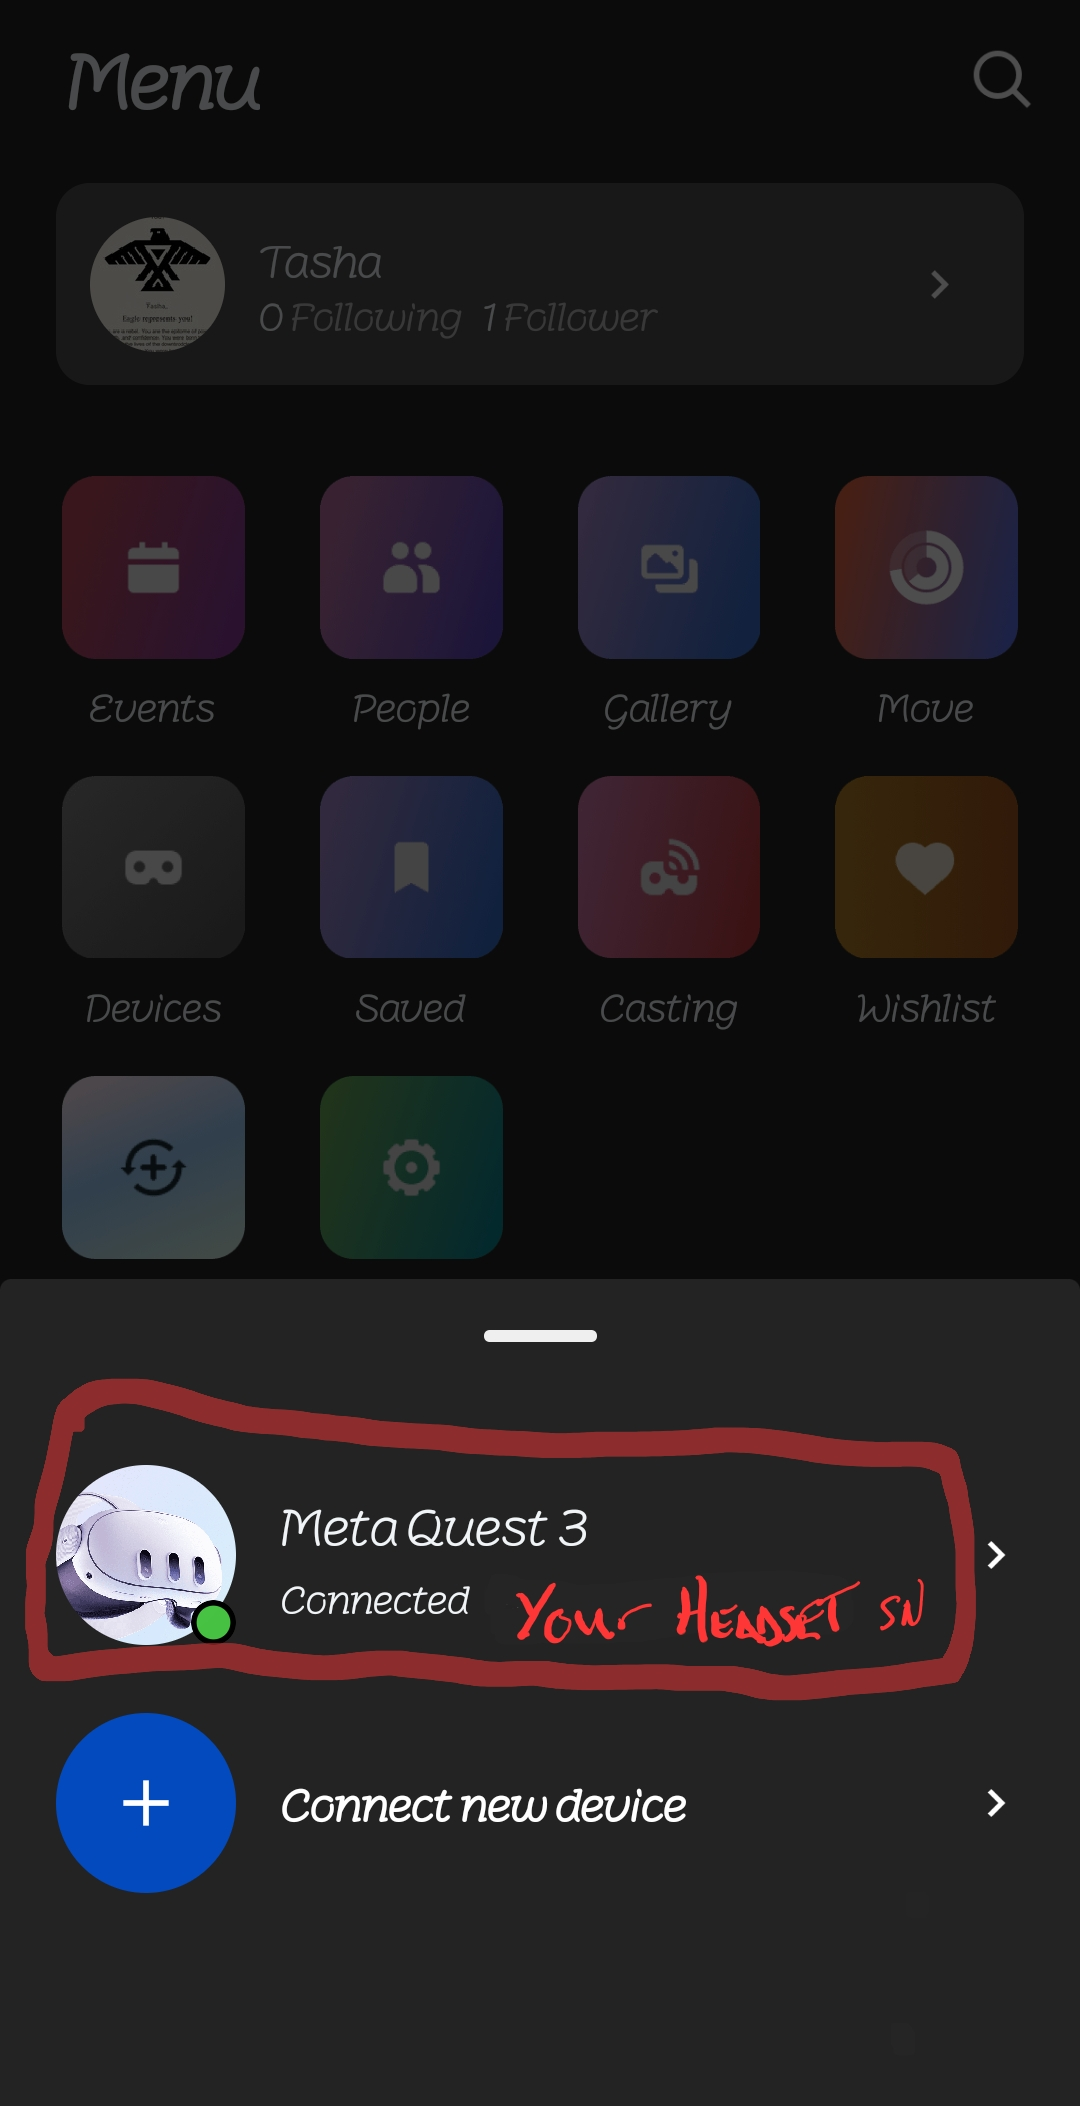 Menu
Tasha
0 Following 1 Follower
Tasha,
Eagle represents you!
Events People Gallery Move
Devices Saved Casting Wishlist
Meta Quest 3
Connected Your HEADSET SN
Connect new device